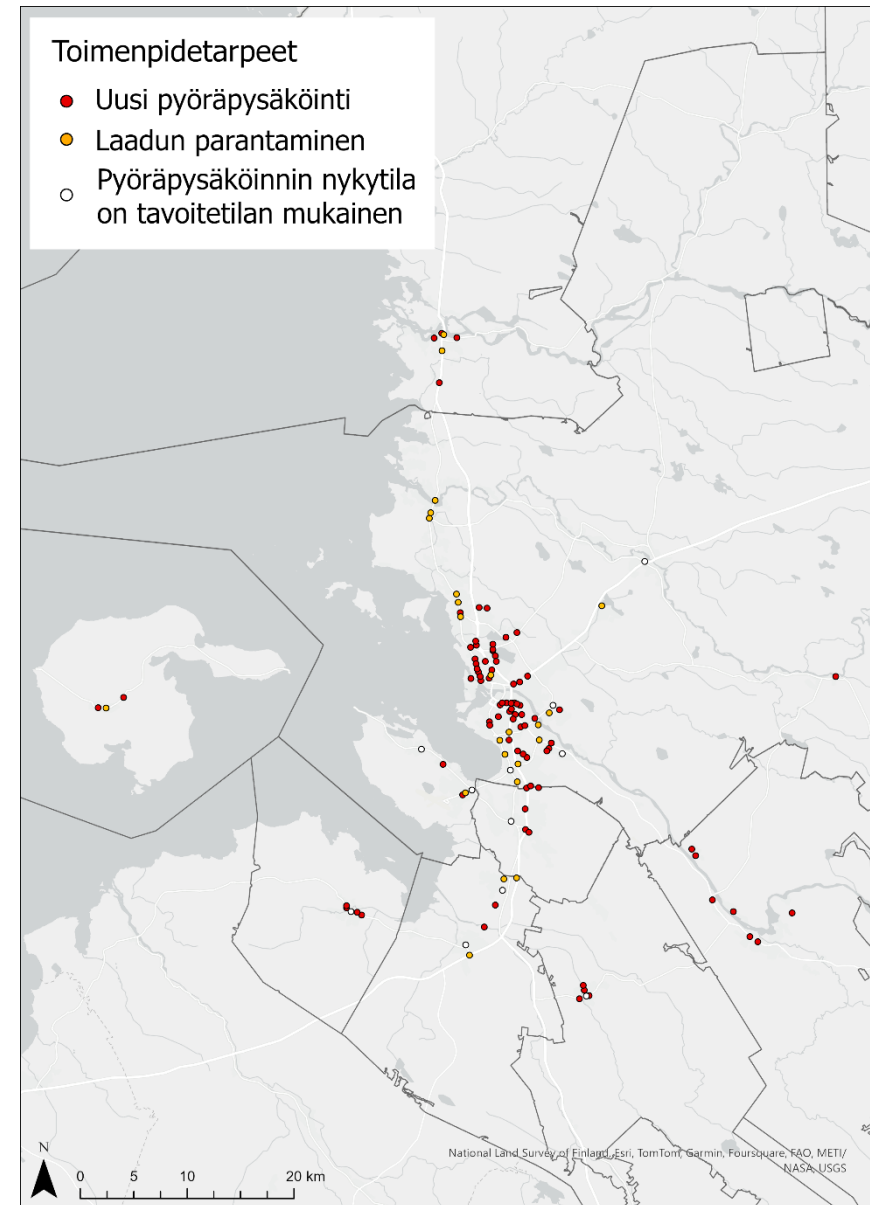 Toimenpidetarpeet
Uusi pyöräpysäköinti
Laadun parantaminen
Pyöräpysäköinnin nykytila
on tavoitetilan mukainen
N
0 5 10 20 km
National Land Survey of Finland, Esri, TomTom, Garmin, Foursquare, FAO, METI/
NASA, USGS